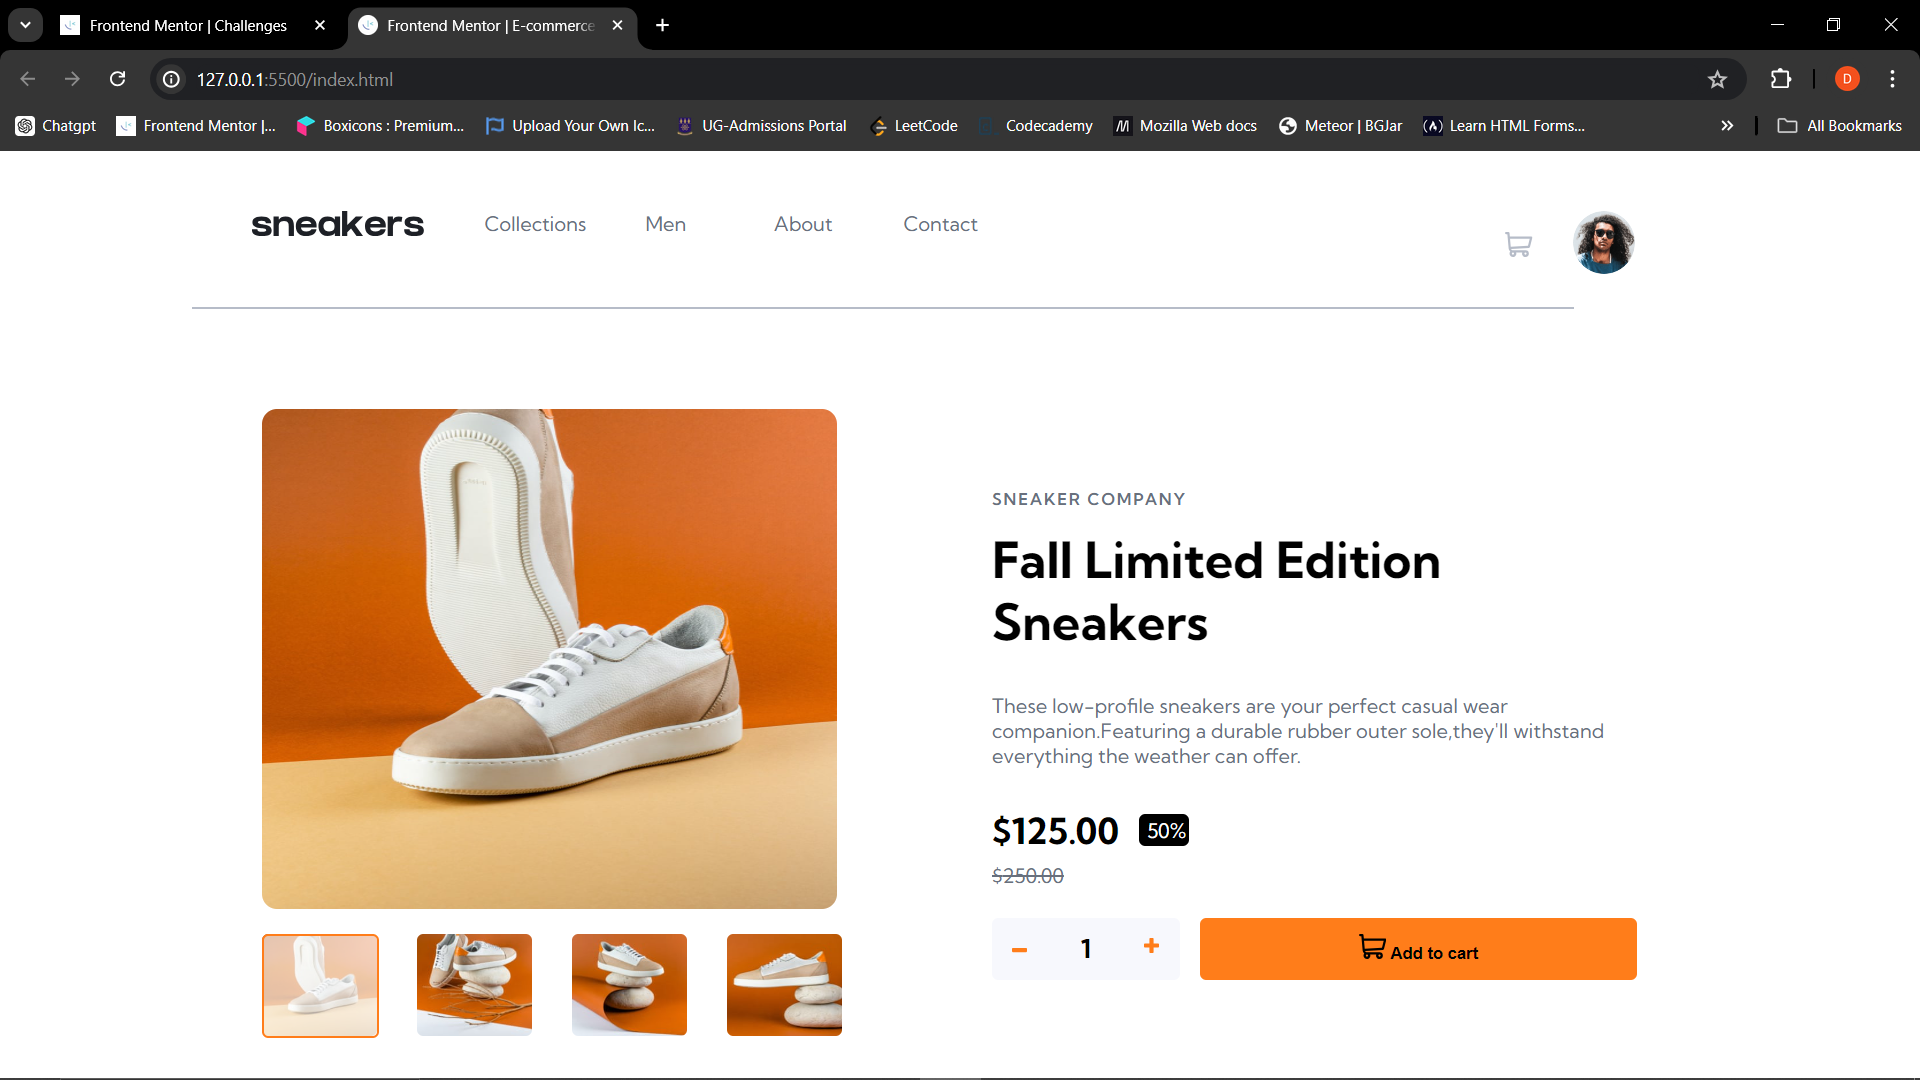 Frontend Mentor | Challenges
Frontend Mentor | E-commerce
127.0.0.1:5500/index.html
D
Chatgpt
Frontend Mentor |...
Boxicons : Premium...
Upload Your Own Ic...
UG-Admissions Portal
LeetCode
Codecademy
Mozilla Web docs
Meteor | BGJar
Learn HTML Forms...
All Bookmarks
sneakers
Collections
Men
About
Contact
SNEAKER COMPANY
Fall Limited Edition
Sneakers
These low-profile sneakers are your perfect casual wear
companion.Featuring a durable rubber outer sole,they'll withstand
everything the weather can offer.
$125.00
50%
$250.00
1
Add to cart